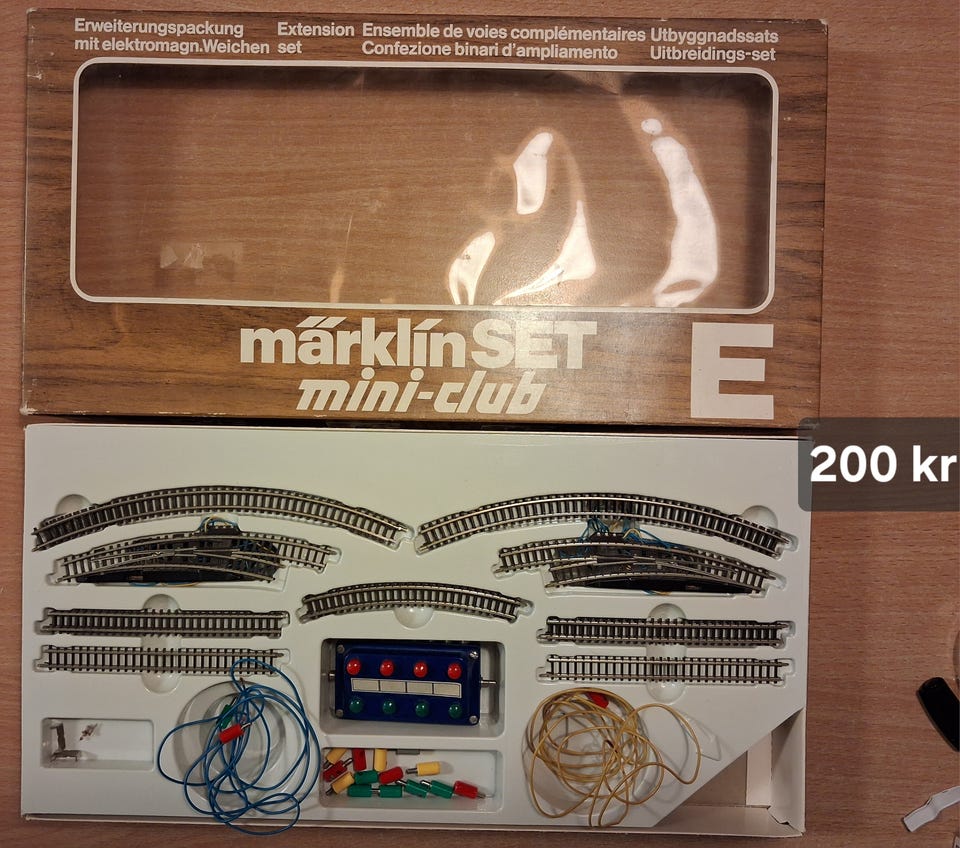 Erweiterungspackung
mit elektromagn.Weichen
Extension
set
Ensemble de voies complémentaires
Confezione binari d'ampliamento
Utbyggnadssats
Uitbreidings-set
märklin SET
mini-club
E
200 kr